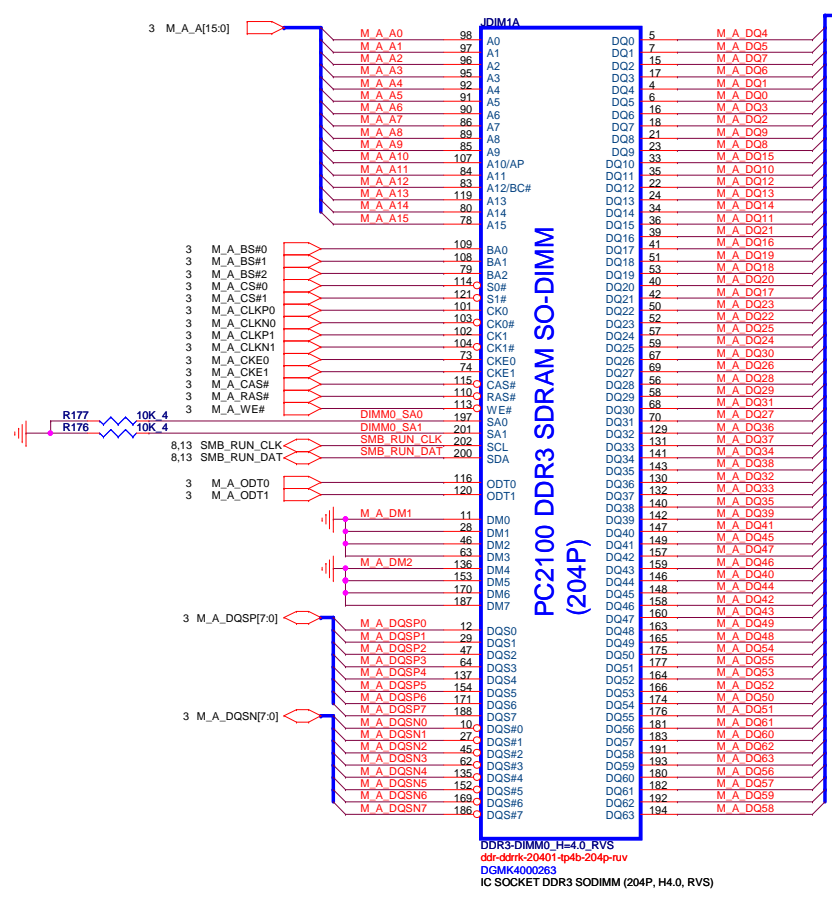 JDIM1A
3 M_A_A[15:0]
M_A_A0 98 A0
M_A_A1 97 A1
M_A_A2 96 A2
M_A_A3 95 A3
M_A_A4 92 A4
M_A_A5 91 A5
M_A_A6 90 A6
M_A_A7 86 A7
M_A_A8 89 A8
M_A_A9 85 A9
M_A_A10 107 A10/AP
M_A_A11 84 A11
M_A_A12 83 A12/BC#
M_A_A13 119 A13
M_A_A14 80 A14
M_A_A15 78 A15
3 M_A_BS#0 109 BA0
3 M_A_BS#1 108 BA1
3 M_A_BS#2 79 BA2
3 M_A_CS#0 114 S0#
3 M_A_CS#1 121 S1#
3 M_A_CLKP0 101 CK0
3 M_A_CLKN0 103 CK0#
3 M_A_CLKP1 102 CK1
3 M_A_CLKN1 104 CK1#
3 M_A_CKE0 73 CKE0
3 M_A_CKE1 74 CKE1
3 M_A_CAS# 115 CAS#
3 M_A_RAS# 110 RAS#
3 M_A_WE# 113 WE#
R177 10K_4 DIMM0_SA0 197 SA0
R176 10K_4 DIMM0_SA1 201 SA1
8,13 SMB_RUN_CLK SMB_RUN_CLK 202 SCL
8,13 SMB_RUN_DAT SMB_RUN_DAT 200 SDA
3 M_A_ODT0 116 ODT0
3 M_A_ODT1 120 ODT1
M_A_DM1 11 DM0
28 DM1
46 DM2
63 DM3
M_A_DM2 136 DM4
153 DM5
170 DM6
187 DM7
3 M_A_DQSP[7:0]
M_A_DQSP0 12 DQS0
M_A_DQSP1 29 DQS1
M_A_DQSP2 47 DQS2
M_A_DQSP3 64 DQS3
M_A_DQSP4 137 DQS4
M_A_DQSP5 154 DQS5
M_A_DQSP6 171 DQS6
M_A_DQSP7 188 DQS7
3 M_A_DQSN[7:0]
M_A_DQSN0 10 DQS#0
M_A_DQSN1 27 DQS#1
M_A_DQSN2 45 DQS#2
M_A_DQSN3 62 DQS#3
M_A_DQSN4 135 DQS#4
M_A_DQSN5 152 DQS#5
M_A_DQSN6 169 DQS#6
M_A_DQSN7 186 DQS#7
PC2100 DDR3 SDRAM SO-DIMM
(204P)
DQ0 5 M_A_DQ4
DQ1 7 M_A_DQ5
DQ2 15 M_A_DQ7
DQ3 17 M_A_DQ6
DQ4 4 M_A_DQ1
DQ5 6 M_A_DQ0
DQ6 16 M_A_DQ3
DQ7 18 M_A_DQ2
DQ8 21 M_A_DQ9
DQ9 23 M_A_DQ8
DQ10 33 M_A_DQ15
DQ11 35 M_A_DQ10
DQ12 22 M_A_DQ12
DQ13 24 M_A_DQ13
DQ14 34 M_A_DQ14
DQ15 36 M_A_DQ11
DQ16 39 M_A_DQ21
DQ17 41 M_A_DQ16
DQ18 51 M_A_DQ19
DQ19 53 M_A_DQ18
DQ20 40 M_A_DQ20
DQ21 42 M_A_DQ17
DQ22 50 M_A_DQ23
DQ23 52 M_A_DQ22
DQ24 57 M_A_DQ25
DQ25 59 M_A_DQ24
DQ26 67 M_A_DQ30
DQ27 69 M_A_DQ26
DQ28 56 M_A_DQ28
DQ29 58 M_A_DQ29
DQ30 68 M_A_DQ31
DQ31 70 M_A_DQ27
DQ32 129 M_A_DQ36
DQ33 131 M_A_DQ37
DQ34 141 M_A_DQ34
DQ35 143 M_A_DQ38
DQ36 130 M_A_DQ32
DQ37 132 M_A_DQ33
DQ38 140 M_A_DQ35
DQ39 142 M_A_DQ39
DQ40 147 M_A_DQ41
DQ41 149 M_A_DQ45
DQ42 157 M_A_DQ47
DQ43 159 M_A_DQ46
DQ44 146 M_A_DQ40
DQ45 148 M_A_DQ44
DQ46 158 M_A_DQ42
DQ47 160 M_A_DQ43
DQ48 163 M_A_DQ49
DQ49 165 M_A_DQ48
DQ50 175 M_A_DQ54
DQ51 177 M_A_DQ55
DQ52 164 M_A_DQ53
DQ53 166 M_A_DQ52
DQ54 174 M_A_DQ50
DQ55 176 M_A_DQ51
DQ56 181 M_A_DQ61
DQ57 183 M_A_DQ60
DQ58 191 M_A_DQ62
DQ59 193 M_A_DQ63
DQ60 180 M_A_DQ56
DQ61 182 M_A_DQ57
DQ62 192 M_A_DQ59
DQ63 194 M_A_DQ58
DDR3-DIMM0_H=4.0_RVS
ddr-ddrrk-20401-tp4b-204p-ruv
DGMK4000263
IC SOCKET DDR3 SODIMM (204P, H4.0, RVS)